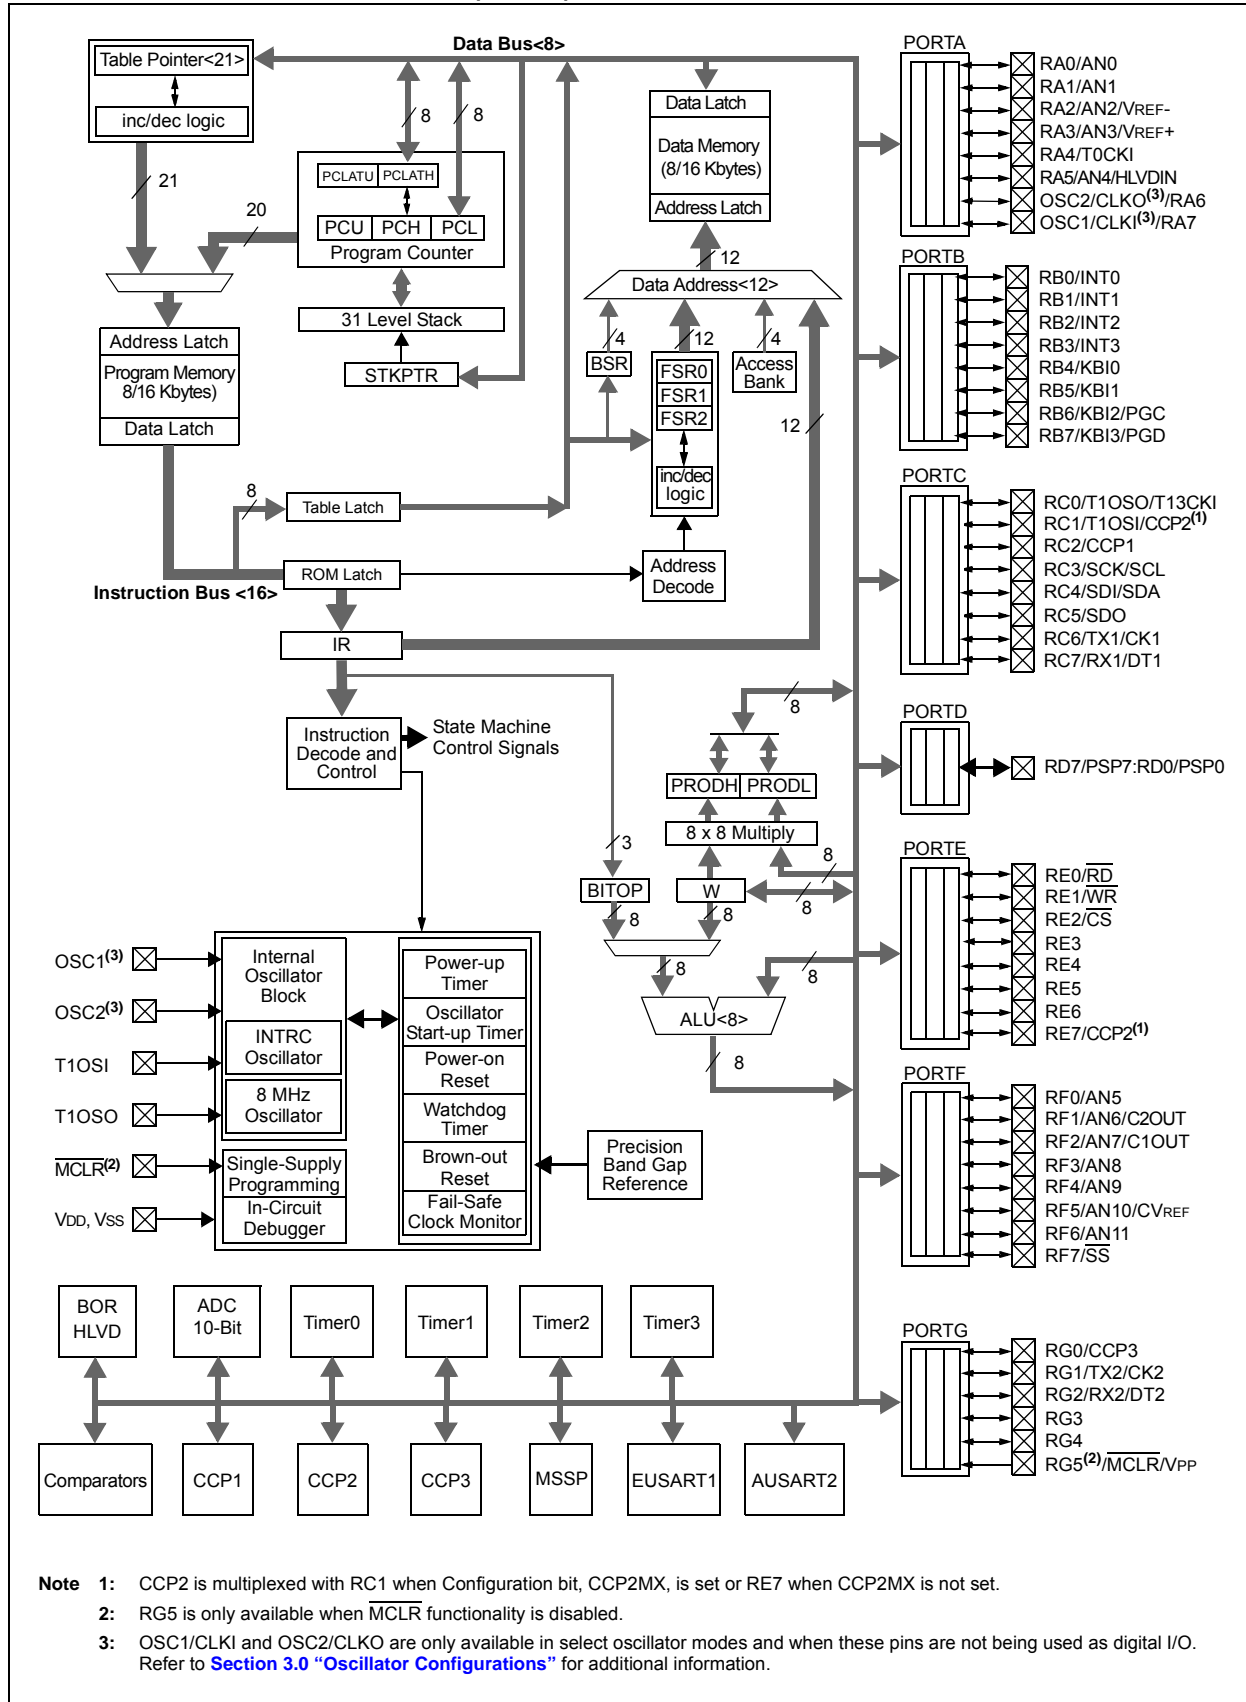 Data Bus<8>
Table Pointer<21>
inc/dec logic
21
20
8
8
PCLATU PCLATH
PCU PCH PCL
Program Counter
31 Level Stack
STKPTR
Address Latch
Program Memory
8/16 Kbytes)
Data Latch
8
Table Latch
ROM Latch
Instruction Bus <16>
IR
Data Latch
Data Memory
(8/16 Kbytes)
Address Latch
12
Data Address<12>
4
12
4
BSR
FSR0
FSR1
FSR2
inc/dec
logic
Access
Bank
12
Address
Decode
Instruction
Decode and
Control
State Machine
Control Signals
8
PRODH PRODL
8 x 8 Multiply
3
8
BITOP
W
8
8
8
8
8
ALU<8>
8
OSC1(3)
OSC2(3)
T1OSI
T1OSO
MCLR(2)
VDD, VSS
Internal
Oscillator
Block
INTRC
Oscillator
8 MHz
Oscillator
Single-Supply
Programming
In-Circuit
Debugger
Power-up
Timer
Oscillator
Start-up Timer
Power-on
Reset
Watchdog
Timer
Brown-out
Reset
Fail-Safe
Clock Monitor
Precision
Band Gap
Reference
BOR
HLVD
ADC
10-Bit
Timer0
Timer1
Timer2
Timer3
Comparators
CCP1
CCP2
CCP3
MSSP
EUSART1
AUSART2
PORTA
RA0/AN0
RA1/AN1
RA2/AN2/VREF-
RA3/AN3/VREF+
RA4/T0CKI
RA5/AN4/HLVDIN
OSC2/CLKO(3)/RA6
OSC1/CLKI(3)/RA7
PORTB
RB0/INT0
RB1/INT1
RB2/INT2
RB3/INT3
RB4/KBI0
RB5/KBI1
RB6/KBI2/PGC
RB7/KBI3/PGD
PORTC
RC0/T1OSO/T13CKI
RC1/T1OSI/CCP2(1)
RC2/CCP1
RC3/SCK/SCL
RC4/SDI/SDA
RC5/SDO
RC6/TX1/CK1
RC7/RX1/DT1
PORTD
RD7/PSP7:RD0/PSP0
PORTE
RE0/RD
RE1/WR
RE2/CS
RE3
RE4
RE5
RE6
RE7/CCP2(1)
PORTF
RF0/AN5
RF1/AN6/C2OUT
RF2/AN7/C1OUT
RF3/AN8
RF4/AN9
RF5/AN10/CVREF
RF6/AN11
RF7/SS
PORTG
RG0/CCP3
RG1/TX2/CK2
RG2/RX2/DT2
RG3
RG4
RG5(2)/MCLR/VPP
Note 1: CCP2 is multiplexed with RC1 when Configuration bit, CCP2MX, is set or RE7 when CCP2MX is not set.
2: RG5 is only available when MCLR functionality is disabled.
3: OSC1/CLKI and OSC2/CLKO are only available in select oscillator modes and when these pins are not being used as digital I/O.
Refer to Section 3.0 “Oscillator Configurations” for additional information.